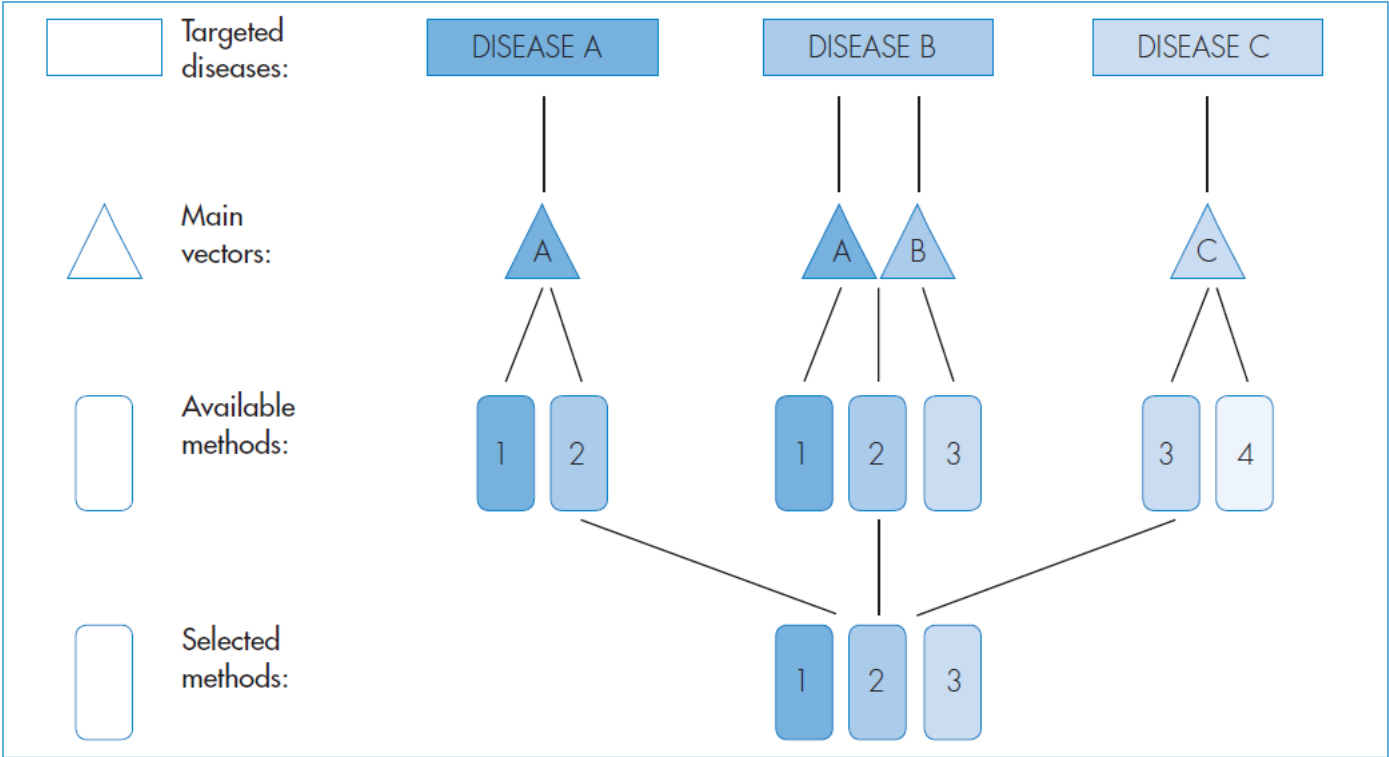 Targeted
diseases:
DISEASE A
DISEASE B
DISEASE C
Main
vectors:
A
A
B
C
Available
methods:
1
2
1
2
3
3
4
Selected
methods:
1
2
3